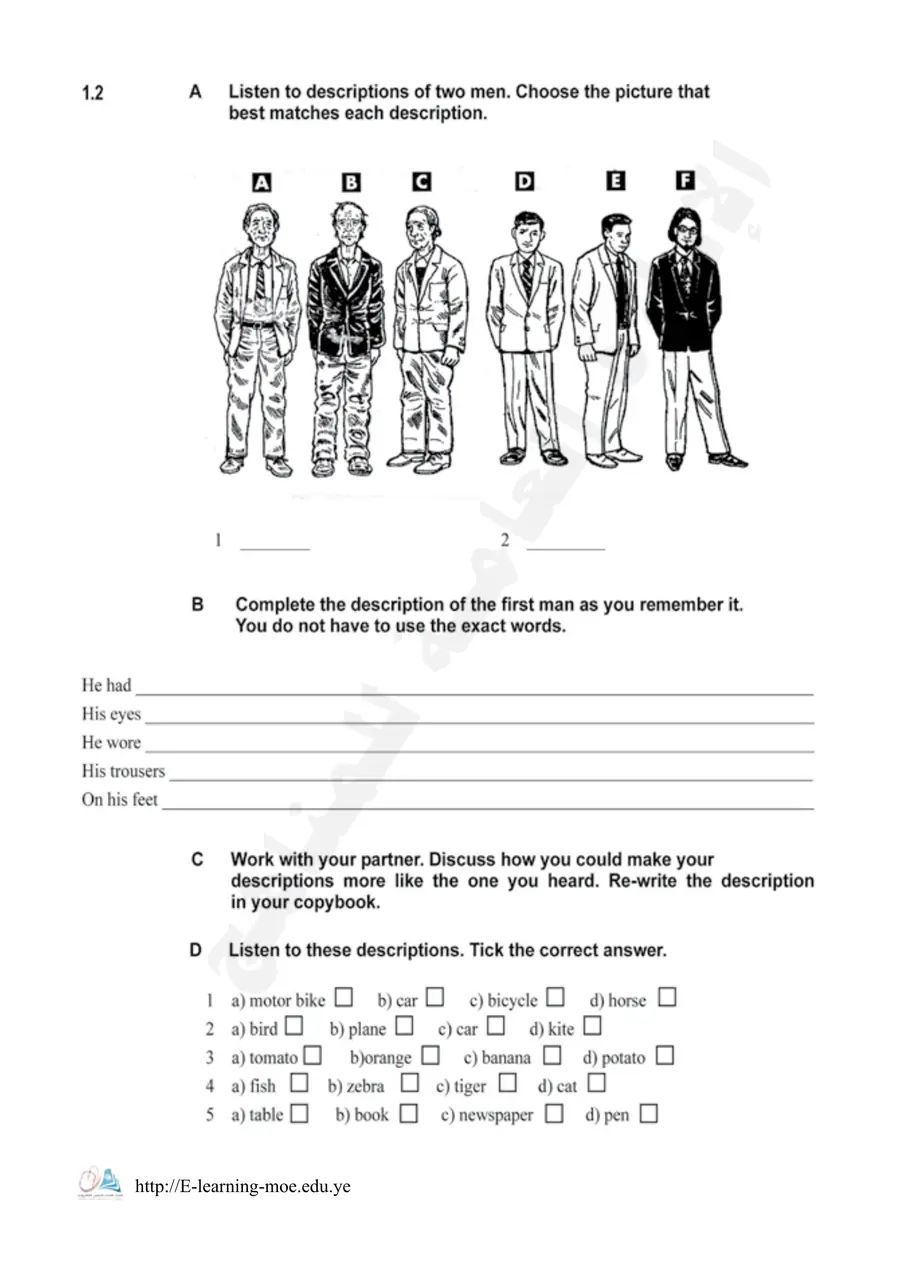 1.2 A Listen to descriptions of two men. Choose the picture that
best matches each description.
A B C D E F
1 ________ 2 ________
B Complete the description of the first man as you remember it.
You do not have to use the exact words.
He had ________
His eyes ________
He wore ________
His trousers ________
On his feet ________
C Work with your partner. Discuss how you could make your
descriptions more like the one you heard. Re-write the description
in your copybook.
D Listen to these descriptions. Tick the correct answer.
1 a) motor bike □ b) car □ c) bicycle □ d) horse □
2 a) bird □ b) plane □ c) car □ d) kite □
3 a) tomato □ b)orange □ c) banana □ d) potato □
4 a) fish □ b) zebra □ c) tiger □ d) cat □
5 a) table □ b) book □ c) newspaper □ d) pen □
http://E-learning-moe.edu.ye